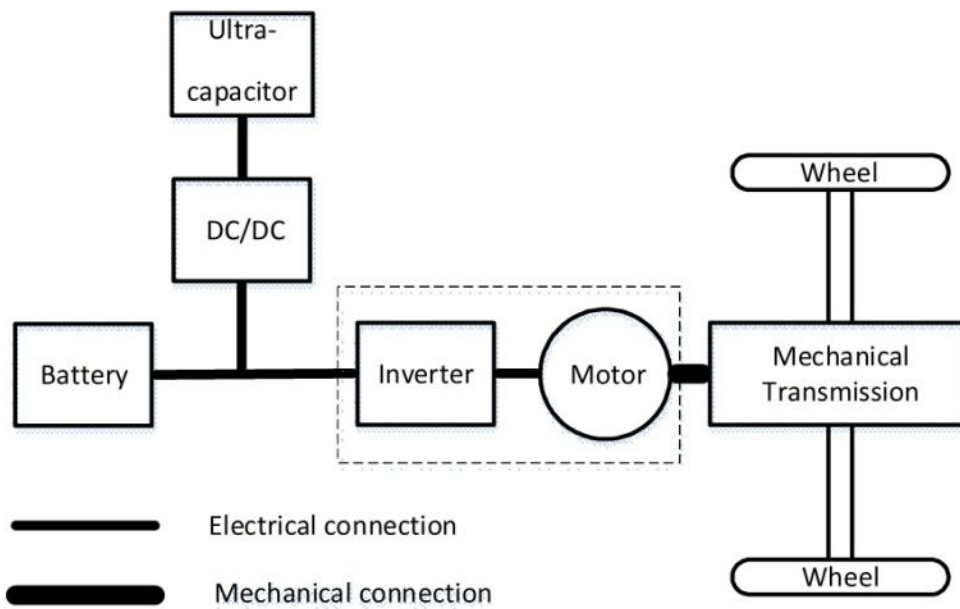 Ultra-
capacitor
DC/DC
Wheel
Battery
Inverter
Motor
Mechanical
Transmission
Electrical connection
Mechanical connection
Wheel